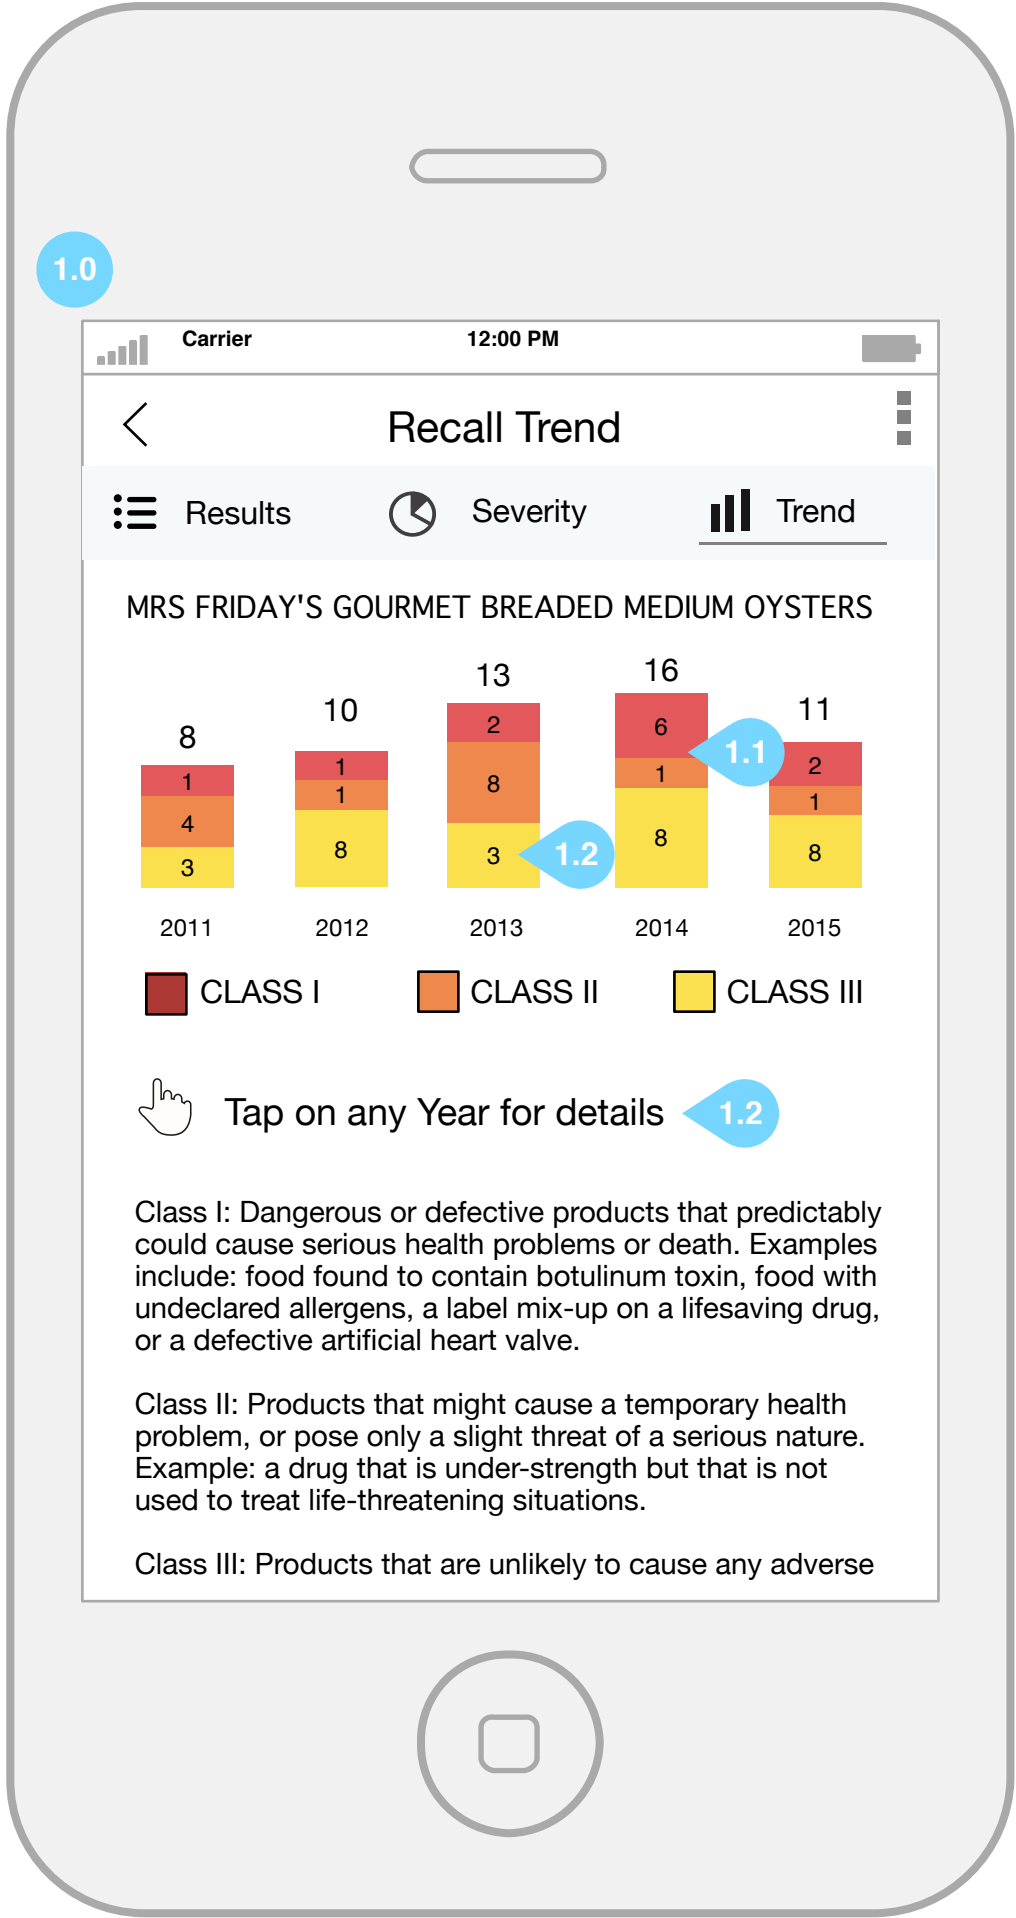 1.0
Carrier 12:00 PM
Recall Trend
Results Severity Trend
MRS FRIDAY'S GOURMET BREADED MEDIUM OYSTERS
8 10 13 16 11
1 1 2 6 1.1 2
4 1 8 1 1
3 8 3 1.2 8 8
2011 2012 2013 2014 2015
CLASS I CLASS II CLASS III
Tap on any Year for details 1.2
Class I: Dangerous or defective products that predictably
could cause serious health problems or death. Examples
include: food found to contain botulinum toxin, food with
undeclared allergens, a label mix-up on a lifesaving drug,
or a defective artificial heart valve.
Class II: Products that might cause a temporary health
problem, or pose only a slight threat of a serious nature.
Example: a drug that is under-strength but that is not
used to treat life-threatening situations.
Class III: Products that are unlikely to cause any adverse